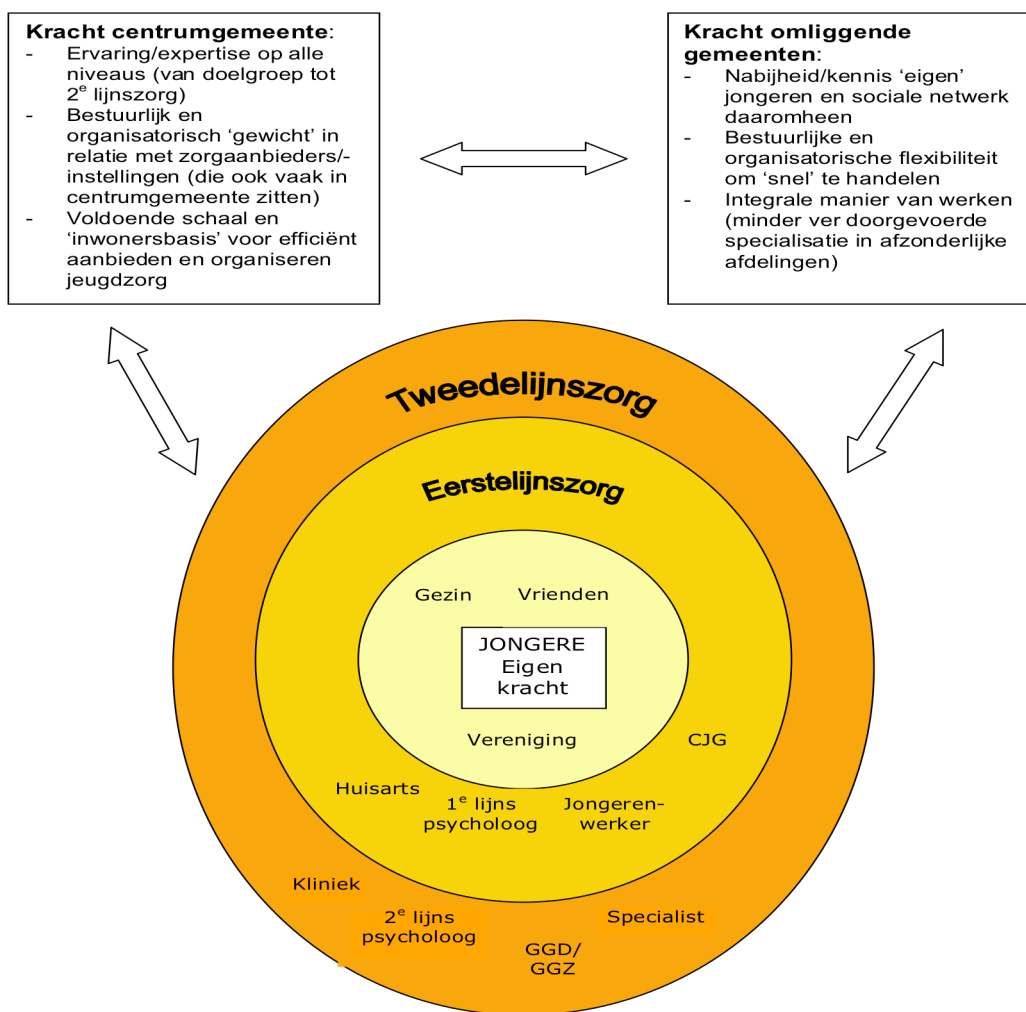 Kracht centrumgemeente:
- Ervaring/expertise op alle
niveaus (van doelgroep tot
2e lijnszorg)
- Bestuurlijk en
organisatorisch ‘gewicht’ in
relatie met zorgaanbieders/-
instellingen (die ook vaak in
centrumgemeente zitten)
- Voldoende schaal en
‘inwonersbasis’ voor efficiënt
aanbieden en organiseren
jeugdzorg
Kracht omliggende
gemeenten:
- Nabijheid/kennis ‘eigen’
jongeren en sociale netwerk
daaromheen
- Bestuurlijke en
organisatorische flexibiliteit
om ‘snel’ te handelen
- Integrale manier van werken
(minder ver doorgevoerde
specialisatie in afzonderlijke
afdelingen)
Tweedelijnszorg
Eerstelijnszorg
Gezin Vrienden
JONGERE
Eigen
kracht
Vereniging
CJG
Huisarts
1e lijns
psycholoog
Jongeren-
werker
Kliniek
2e lijns
psycholoog
Specialist
GGD/
GGZ